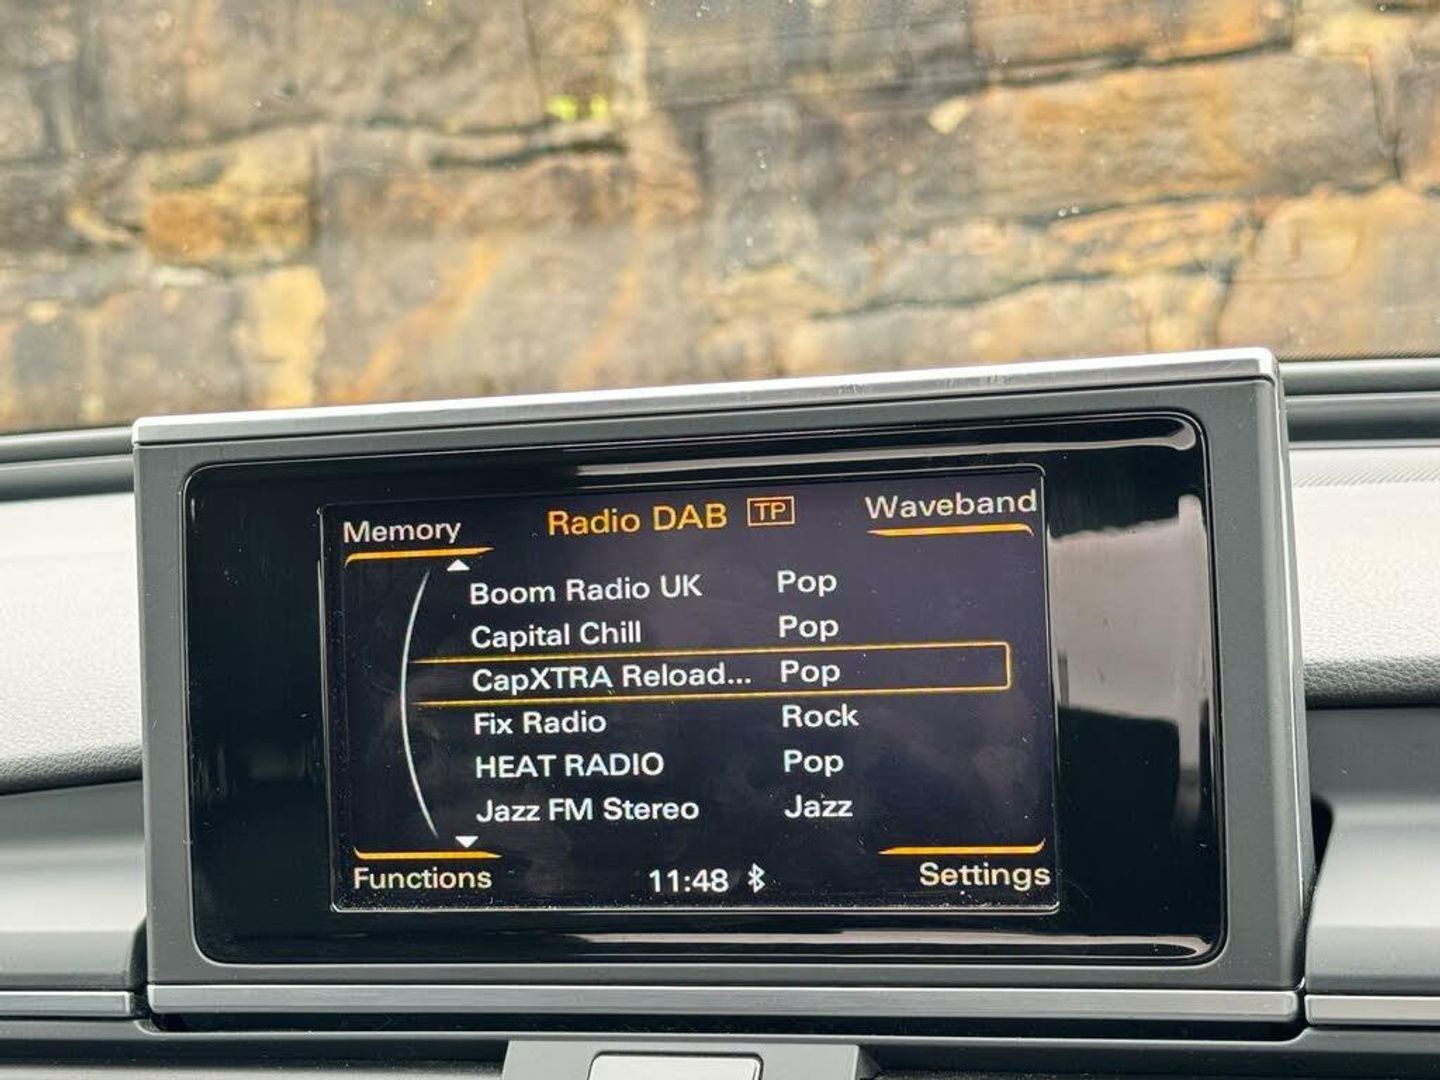 Memory Radio DAB TP Waveband
Boom Radio UK Pop
Capital Chill Pop
CapXTRA Reload... Pop
Fix Radio Rock
HEAT RADIO Pop
Jazz FM Stereo Jazz
Functions 11:48 Settings